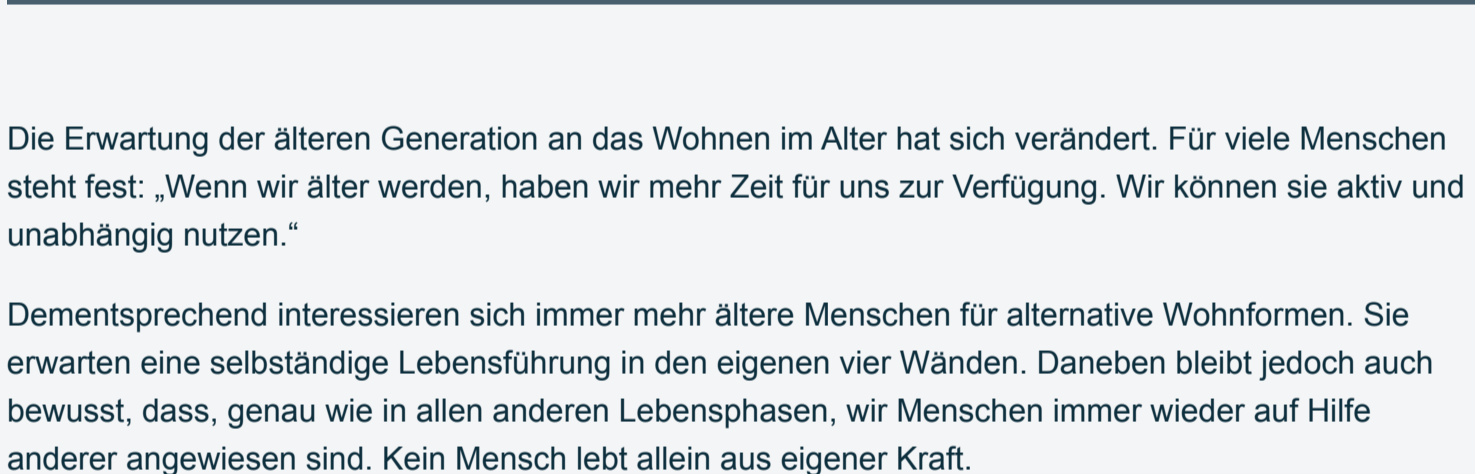 Die Erwartung der älteren Generation an das Wohnen im Alter hat sich verändert. Für viele Menschen
steht fest: „Wenn wir älter werden, haben wir mehr Zeit für uns zur Verfügung. Wir können sie aktiv und
unabhängig nutzen.“
Dementsprechend interessieren sich immer mehr ältere Menschen für alternative Wohnformen. Sie
erwarten eine selbständige Lebensführung in den eigenen vier Wänden. Daneben bleibt jedoch auch
bewusst, dass, genau wie in allen anderen Lebensphasen, wir Menschen immer wieder auf Hilfe
anderer angewiesen sind. Kein Mensch lebt allein aus eigener Kraft.